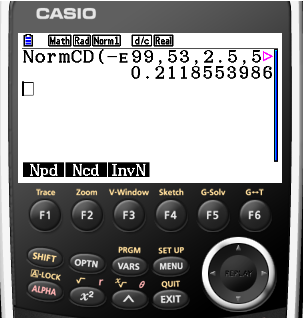 CASIO
Math Rad Norm1 d/c Real
NormCD(-ᴇ99,53,2.5,5▷
0.2118553986
Npd Ncd InvN
Trace Zoom V-Window Sketch G-Solv G↔T
F1 F2 F3 F4 F5 F6
SHIFT OPTN PRGM VARS SET UP MENU
A-LOCK ALPHA √ r x² ∛ θ ^ QUIT EXIT
REPLAY